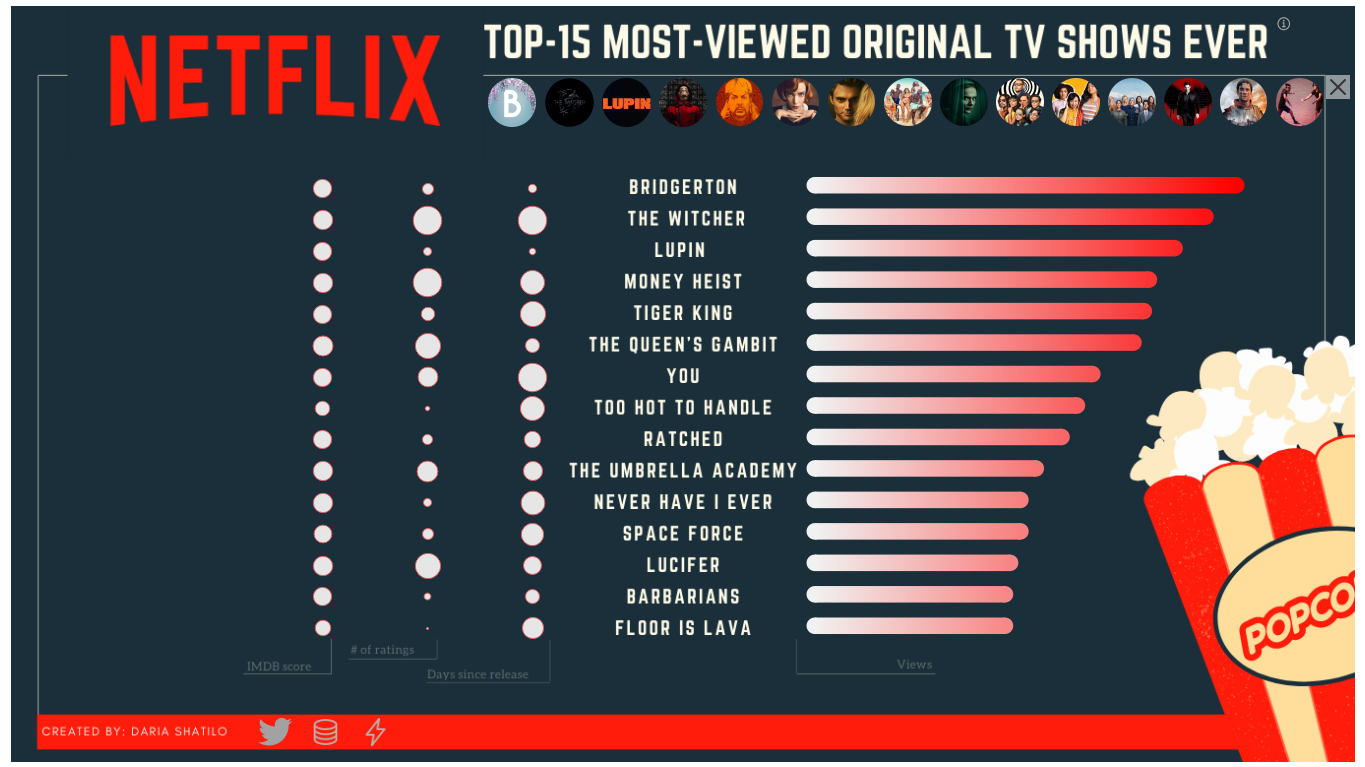 NETFLIX
TOP-15 MOST-VIEWED ORIGINAL TV SHOWS EVER
B
LUPIN
BRIDGERTON
THE WITCHER
LUPIN
MONEY HEIST
TIGER KING
THE QUEEN'S GAMBIT
YOU
TOO HOT TO HANDLE
RATCHED
THE UMBRELLA ACADEMY
NEVER HAVE I EVER
SPACE FORCE
LUCIFER
BARBARIANS
FLOOR IS LAVA
IMDB score
# of ratings
Days since release
Views
POPCO
CREATED BY: DARIA SHATILO